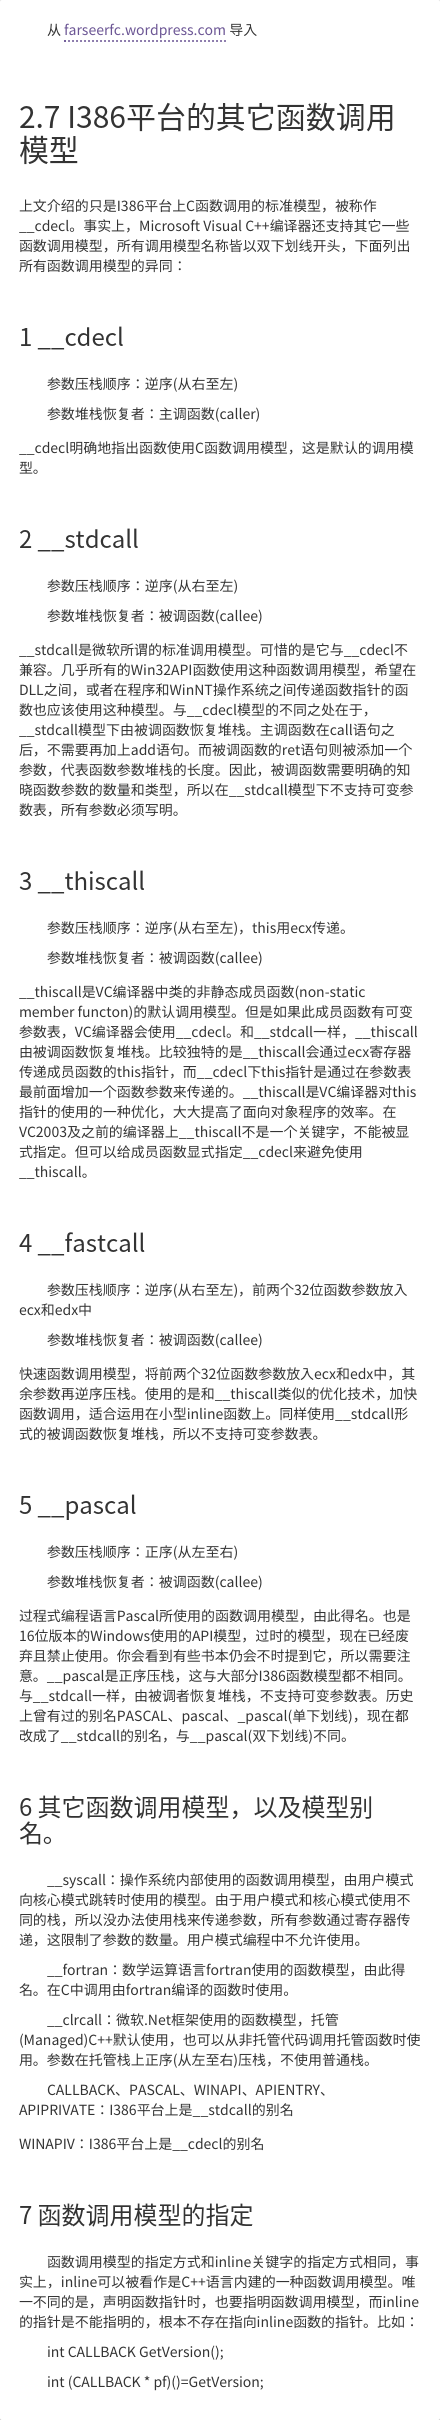 从 farseerfc.wordpress.com 导入
2.7 I386平台的其它函数调用
模型
上文介绍的只是I386平台上C函数调用的标准模型，被称作
__cdecl。事实上，Microsoft Visual C++编译器还支持其它一些
函数调用模型，所有调用模型名称皆以双下划线开头，下面列出
所有函数调用模型的异同：
1 __cdecl
参数压栈顺序：逆序(从右至左)
参数堆栈恢复者：主调函数(caller)
__cdecl明确地指出函数使用C函数调用模型，这是默认的调用模
型。
2 __stdcall
参数压栈顺序：逆序(从右至左)
参数堆栈恢复者：被调函数(callee)
__stdcall是微软所谓的标准调用模型。可惜的是它与__cdecl不
兼容。几乎所有的Win32API函数使用这种函数调用模型，希望在
DLL之间，或者在程序和WinNT操作系统之间传递函数指针的函
数也应该使用这种模型。与__cdecl模型的不同之处在于，
__stdcall模型下由被调函数恢复堆栈。主调函数在call语句之
后，不需要再加上add语句。而被调函数的ret语句则被添加一个
参数，代表函数参数堆栈的长度。因此，被调函数需要明确的知
晓函数参数的数量和类型，所以在__stdcall模型下不支持可变参
数表，所有参数必须写明。
3 __thiscall
参数压栈顺序：逆序(从右至左)，this用ecx传递。
参数堆栈恢复者：被调函数(callee)
__thiscall是VC编译器中类的非静态成员函数(non-static
member functon)的默认调用模型。但是如果此成员函数有可变
参数表，VC编译器会使用__cdecl。和__stdcall一样，__thiscall
由被调函数恢复堆栈。比较独特的是__thiscall会通过ecx寄存器
传递成员函数的this指针，而__cdecl下this指针是通过在参数表
最前面增加一个函数参数来传递的。__thiscall是VC编译器对this
指针的使用的一种优化，大大提高了面向对象程序的效率。在
VC2003及之前的编译器上__thiscall不是一个关键字，不能被显
式指定。但可以给成员函数显式指定__cdecl来避免使用
__thiscall。
4 __fastcall
参数压栈顺序：逆序(从右至左)，前两个32位函数参数放入
ecx和edx中
参数堆栈恢复者：被调函数(callee)
快速函数调用模型，将前两个32位函数参数放入ecx和edx中，其
余参数再逆序压栈。使用的是和__thiscall类似的优化技术，加快
函数调用，适合运用在小型inline函数上。同样使用__stdcall形
式的被调函数恢复堆栈，所以不支持可变参数表。
5 __pascal
参数压栈顺序：正序(从左至右)
参数堆栈恢复者：被调函数(callee)
过程式编程语言Pascal所使用的函数调用模型，由此得名。也是
16位版本的Windows使用的API模型，过时的模型，现在已经废
弃且禁止使用。你会看到有些书本仍会不时提到它，所以需要注
意。__pascal是正序压栈，这与大部分I386函数模型都不相同。
与__stdcall一样，由被调者恢复堆栈，不支持可变参数表。历史
上曾有过的别名PASCAL、pascal、_pascal(单下划线)，现在都
改成了__stdcall的别名，与__pascal(双下划线)不同。
6 其它函数调用模型，以及模型别
名。
__syscall：操作系统内部使用的函数调用模型，由用户模式
向核心模式跳转时使用的模型。由于用户模式和核心模式使用不
同的栈，所以没办法使用栈来传递参数，所有参数通过寄存器传
递，这限制了参数的数量。用户模式编程中不允许使用。
__fortran：数学运算语言fortran使用的函数模型，由此得
名。在C中调用由fortran编译的函数时使用。
__clrcall：微软.Net框架使用的函数模型，托管
(Managed)C++默认使用，也可以从非托管代码调用托管函数时使
用。参数在托管栈上正序(从左至右)压栈，不使用普通栈。
CALLBACK、PASCAL、WINAPI、APIENTRY、
APIPRIVATE：I386平台上是__stdcall的别名
WINAPIV：I386平台上是__cdecl的别名
7 函数调用模型的指定
函数调用模型的指定方式和inline关键字的指定方式相同，事
实上，inline可以被看作是C++语言内建的一种函数调用模型。唯
一不同的是，声明函数指针时，也要指明函数调用模型，而inline
的指针是不能指明的，根本不存在指向inline函数的指针。比如：
int CALLBACK GetVersion();
int (CALLBACK * pf)()=GetVersion;